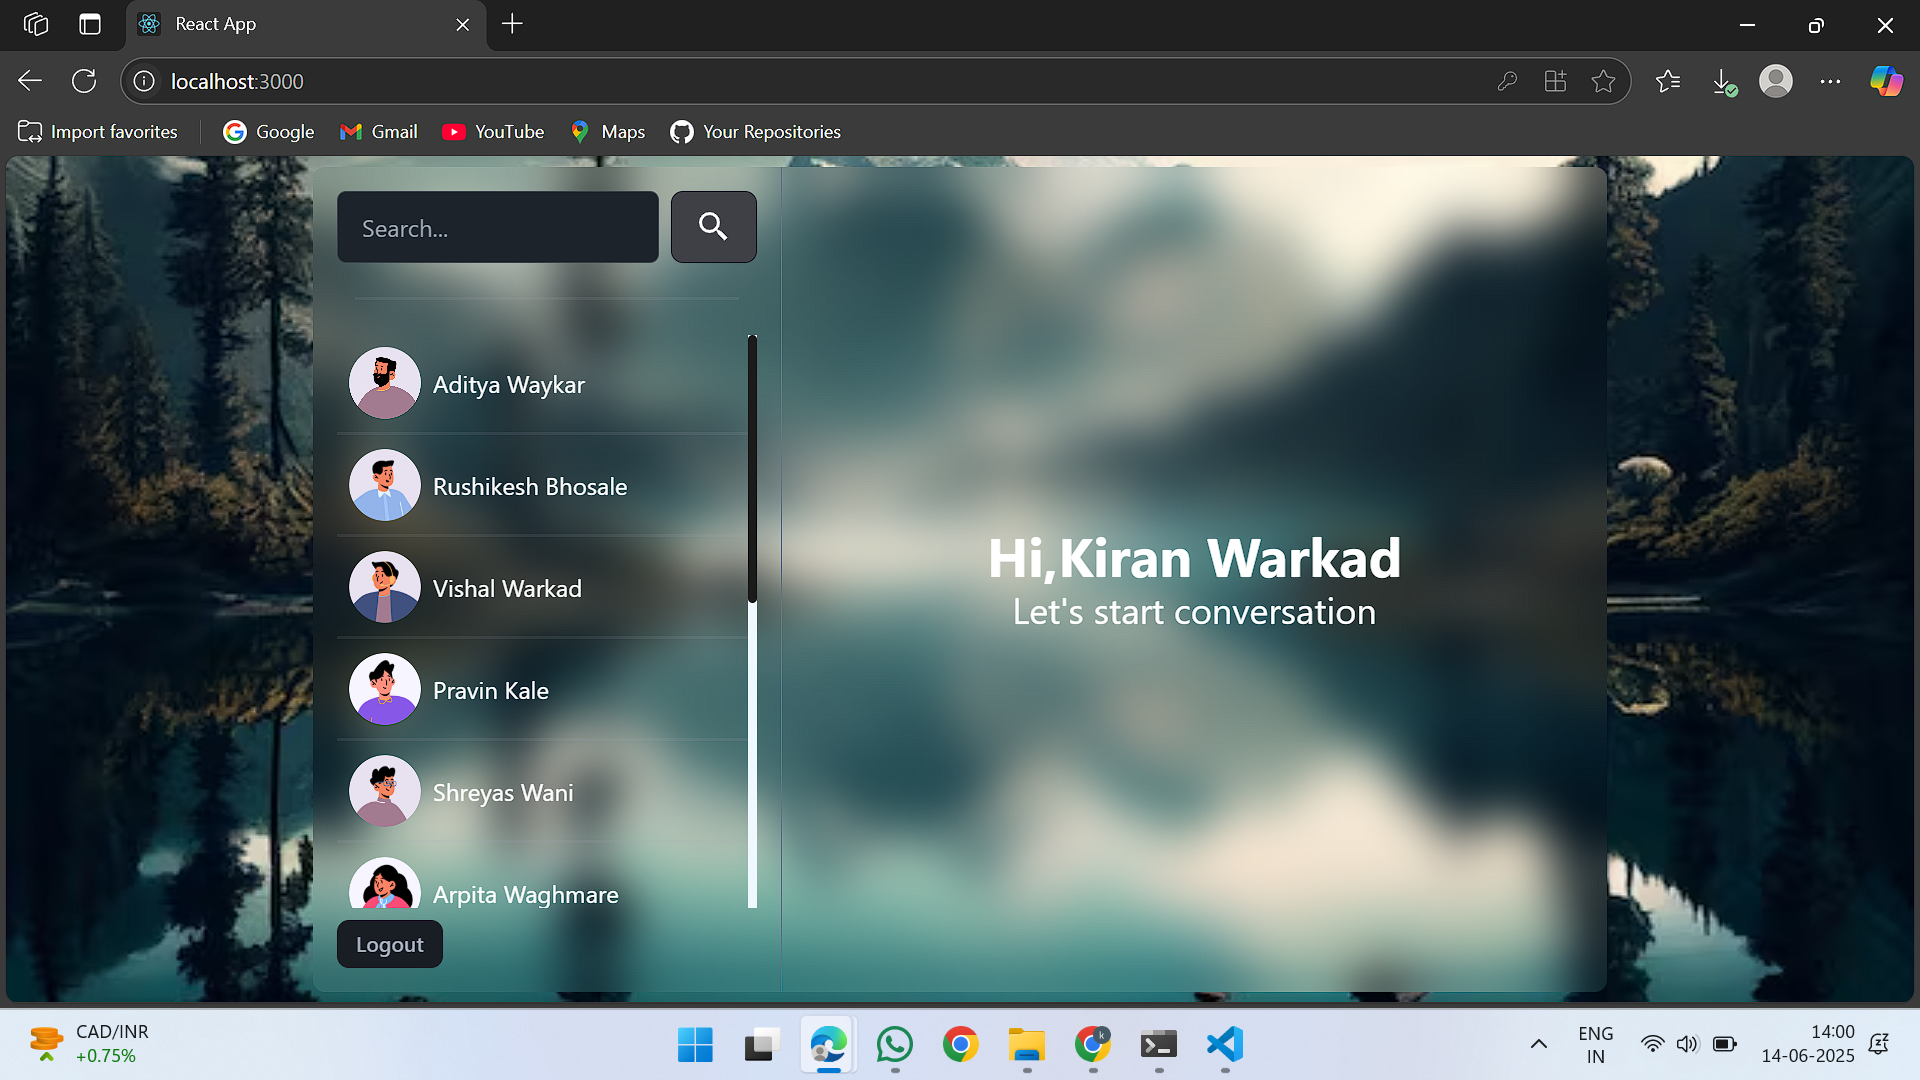 React App
localhost:3000
Import favorites
Google
Gmail
YouTube
Maps
Your Repositories
Search...
Aditya Waykar
Rushikesh Bhosale
Vishal Warkad
Pravin Kale
Shreyas Wani
Arpita Waghmare
Logout
Hi,Kiran Warkad
Let's start conversation
CAD/INR
+0.75%
k
ENG
IN
14:00
14-06-2025